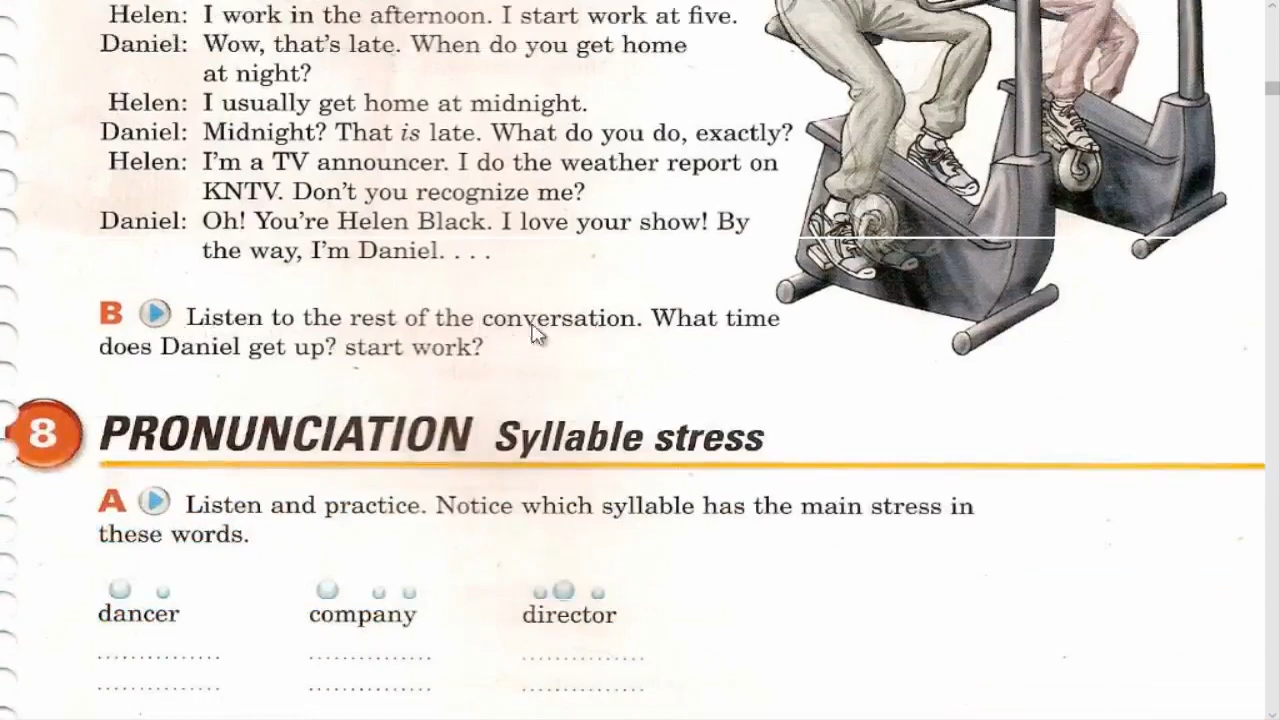 Helen: I work in the afternoon. I start work at five.
Daniel: Wow, that's late. When do you get home
at night?
Helen: I usually get home at midnight.
Daniel: Midnight? That is late. What do you do, exactly?
Helen: I'm a TV announcer. I do the weather report on
KNTV. Don't you recognize me?
Daniel: Oh! You're Helen Black. I love your show! By
the way, I'm Daniel. . . .
B Listen to the rest of the conversation. What time
does Daniel get up? start work?
8 PRONUNCIATION Syllable stress
A Listen and practice. Notice which syllable has the main stress in
these words.
dancer company director